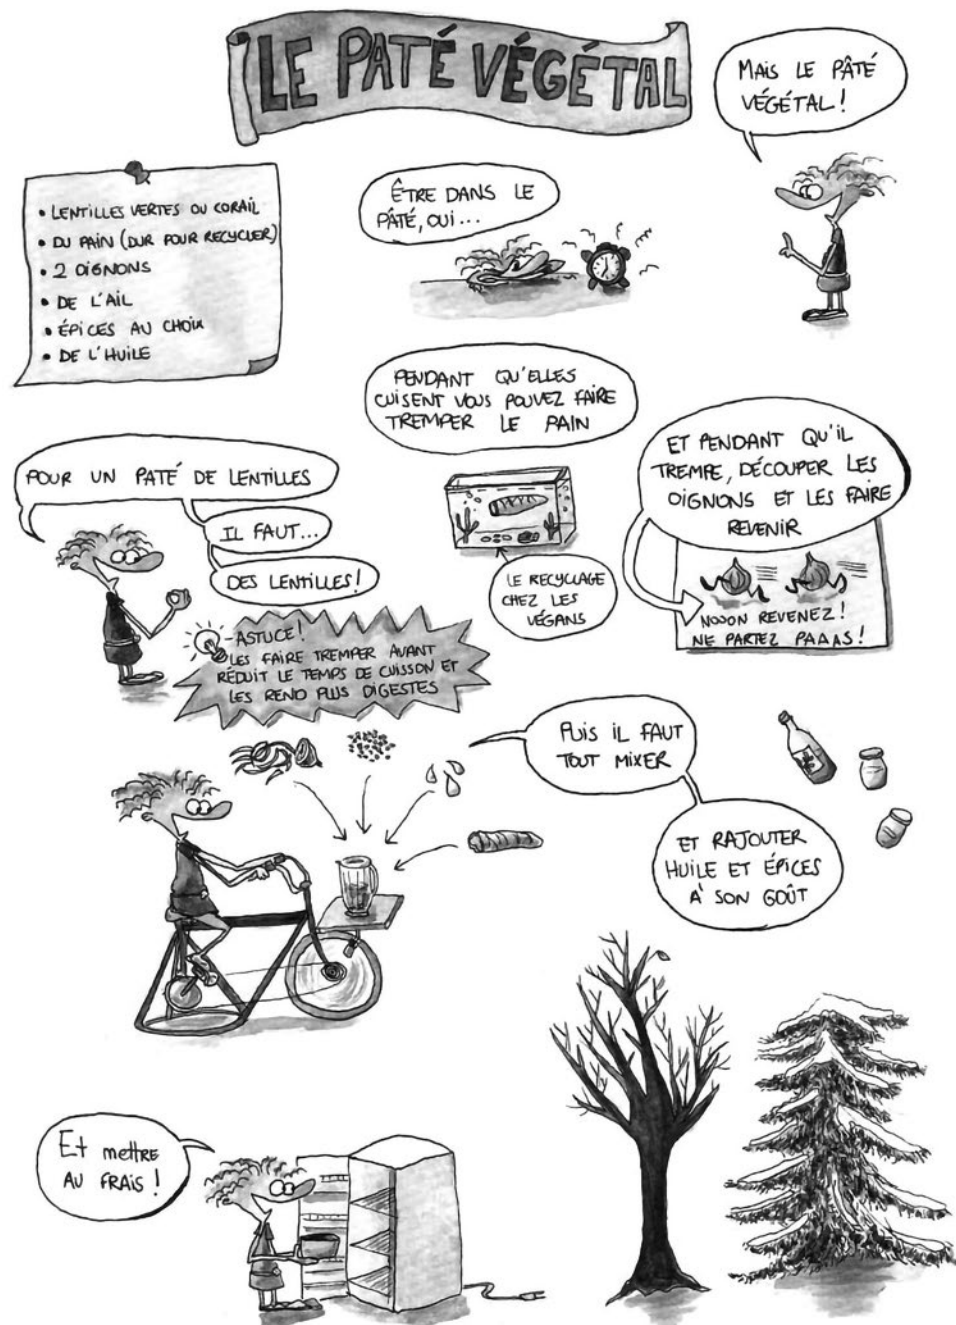 LE PATÉ VÉGÉTAL
• LENTILLES VERTES OU CORAIL
• DU PAIN (DUR POUR RECYCLER)
• 2 OIGNONS
• DE L'AIL
• ÉPICES AU CHOIX
• DE L'HUILE
ÊTRE DANS LE
PÂTÉ, OUI...
MAIS LE PÂTÉ
VÉGÉTAL!
POUR UN PATÉ DE LENTILLES
IL FAUT...
DES LENTILLES!
ASTUCE!
LES FAIRE TREMPER AVANT
RÉDUIT LE TEMPS DE CUISSON ET
LES REND PLUS DIGESTES
PENDANT QU'ELLES
CUISENT VOUS POUVEZ FAIRE
TREMPER LE PAIN
LE RECYCLAGE
CHEZ LES
VÉGANS
ET PENDANT QU'IL
TREMPE, DÉCOUPER LES
OIGNONS ET LES FAIRE
REVENIR
NOOON REVENEZ!
NE PARTEZ PAAAS!
PUIS IL FAUT
TOUT MIXER
ET RAJOUTER
HUILE ET ÉPICES
À SON GOÛT
Et mettre
AU FRAIS!